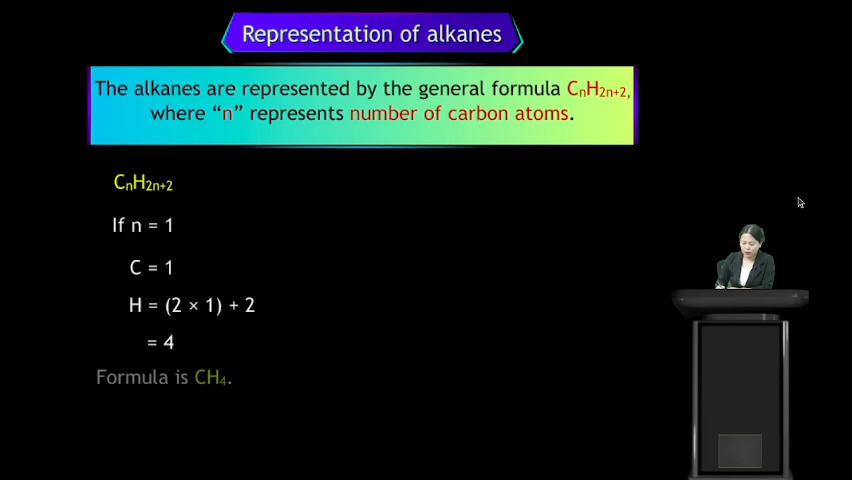 Representation of alkanes
The alkanes are represented by the general formula CₙH₂ₙ₊₂,
where “n” represents number of carbon atoms.
CₙH₂ₙ₊₂
If n = 1
C = 1
H = (2 × 1) + 2
= 4
Formula is CH₄.